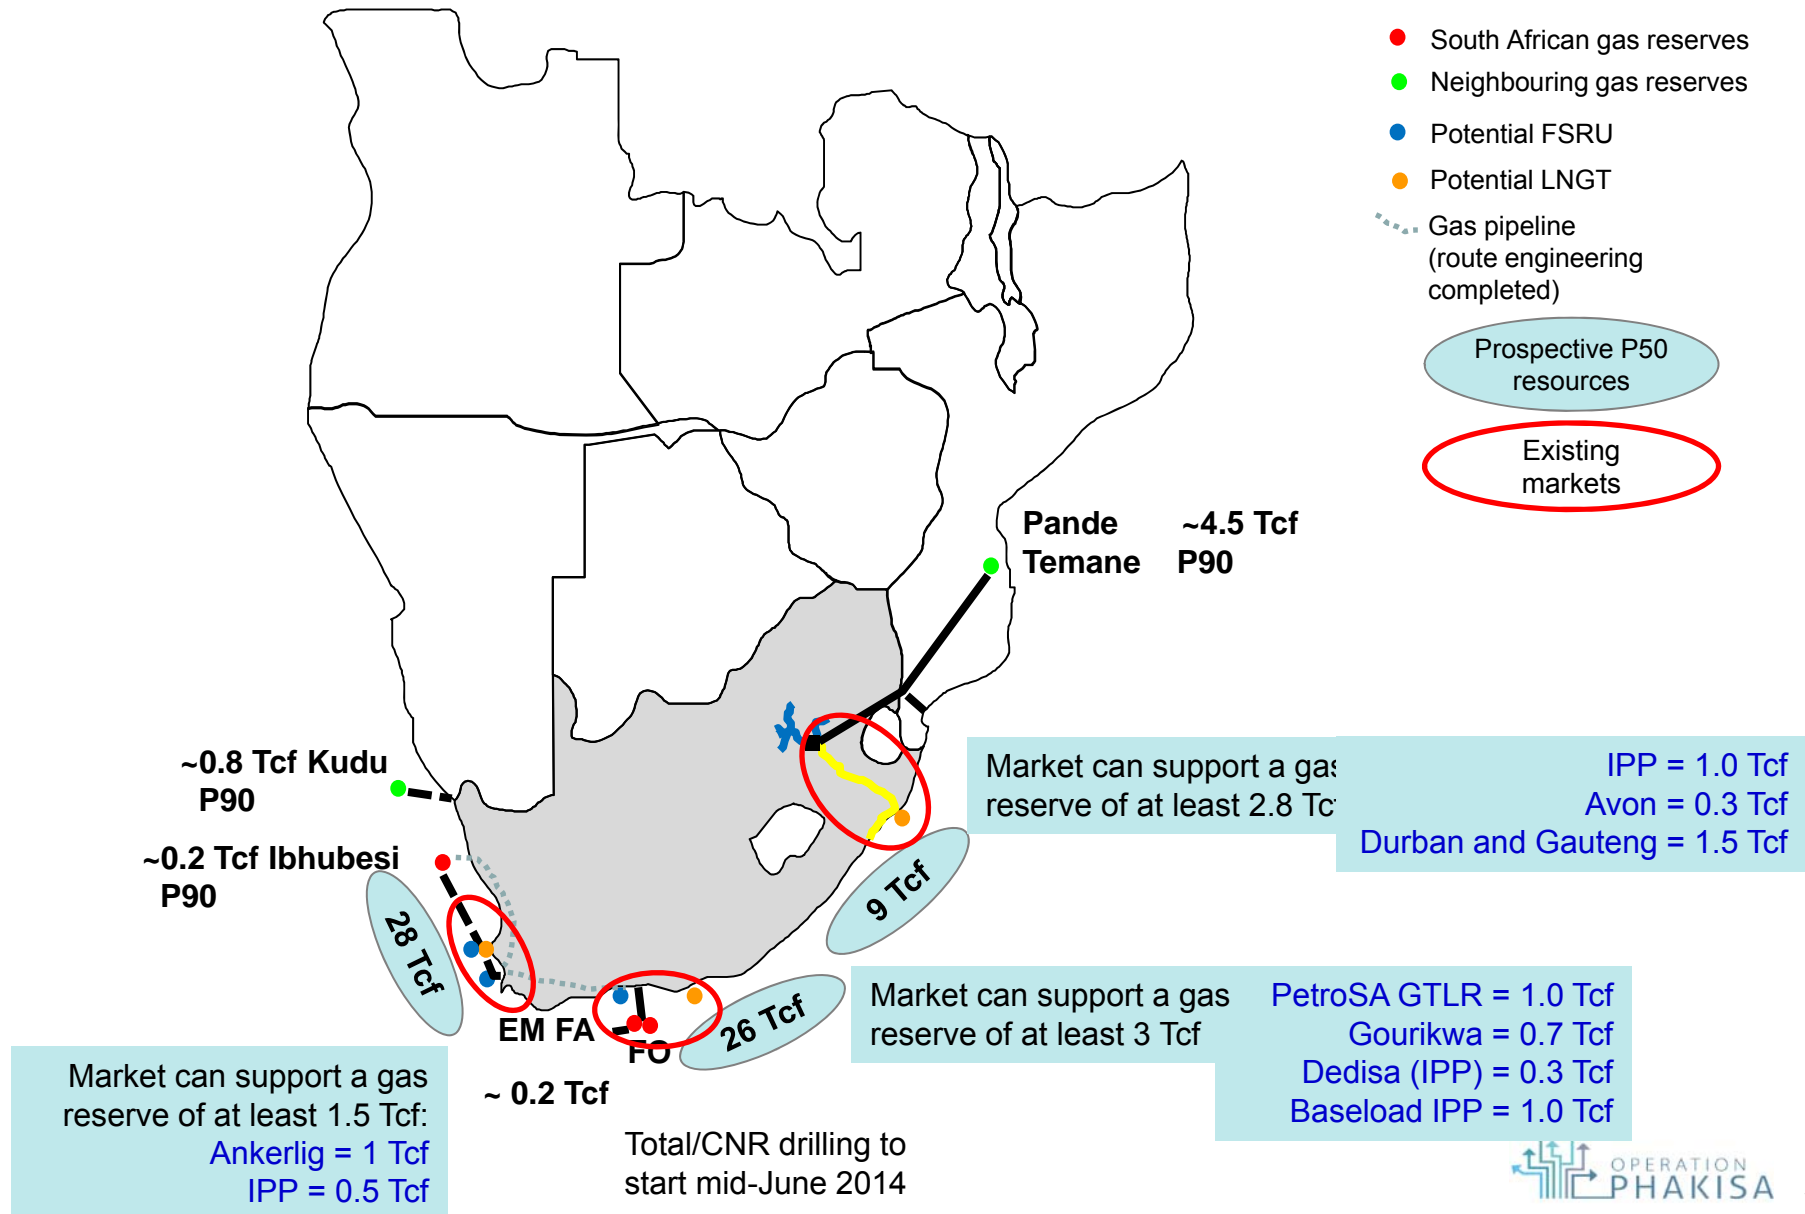 South African gas reserves
Neighbouring gas reserves
Potential FSRU
Potential LNGT
Gas pipeline
(route engineering
completed)
Prospective P50
resources
Existing
markets
Pande ~4.5 Tcf
Temane P90
~0.8 Tcf Kudu
P90
~0.2 Tcf Ibhubesi
P90
28 Tcf
9 Tcf
26 Tcf
EM FA
FO
~ 0.2 Tcf
Market can support a gas
reserve of at least 2.8 Tcf
IPP = 1.0 Tcf
Avon = 0.3 Tcf
Durban and Gauteng = 1.5 Tcf
Market can support a gas
reserve of at least 3 Tcf
PetroSA GTLR = 1.0 Tcf
Gourikwa = 0.7 Tcf
Dedisa (IPP) = 0.3 Tcf
Baseload IPP = 1.0 Tcf
Market can support a gas
reserve of at least 1.5 Tcf:
Ankerlig = 1 Tcf
IPP = 0.5 Tcf
Total/CNR drilling to
start mid-June 2014
OPERATION
PHAKISA